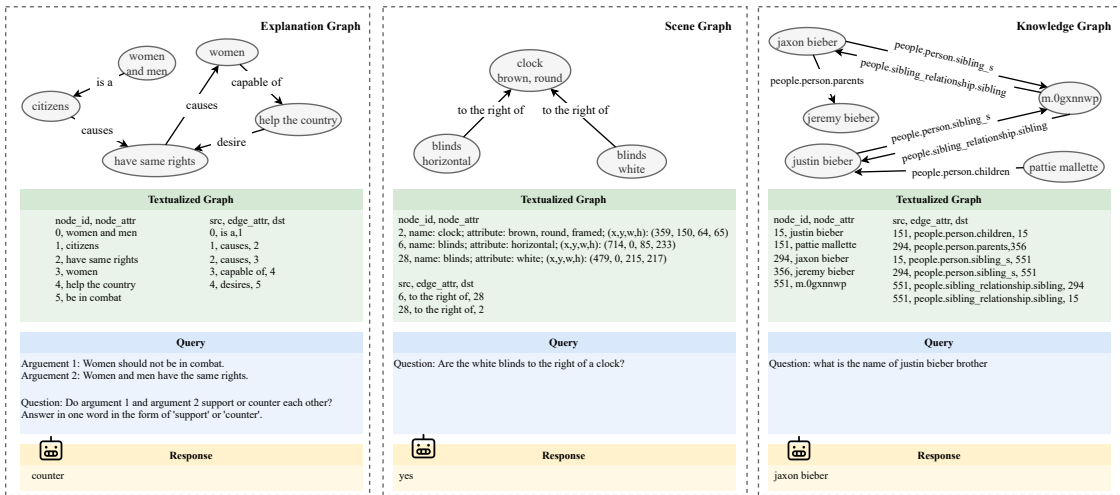 Explanation Graph
women
and men
women
is a
capable of
citizens
causes
help the country
causes
desire
have same rights
Textualized Graph
node_id, node_attr
0, women and men
1, citizens
2, have same rights
3, women
4, help the country
5, be in combat
src, edge_attr, dst
0, is a,1
1, causes, 2
2, causes, 3
3, capable of, 4
4, desires, 5
Query
Arguement 1: Women should not be in combat.
Arguement 2: Women and men have the same rights.
Question: Do argument 1 and argument 2 support or counter each other?
Answer in one word in the form of 'support' or 'counter'.
Response
counter
Scene Graph
clock
brown, round
to the right of
to the right of
blinds
horizontal
blinds
white
Textualized Graph
node_id, node_attr
2, name: clock; attribute: brown, round, framed; (x,y,w,h): (359, 150, 64, 65)
6, name: blinds; attribute: horizontal; (x,y,w,h): (714, 0, 85, 233)
28, name: blinds; attribute: white; (x,y,w,h): (479, 0, 215, 217)
src, edge_attr, dst
6, to the right of, 28
28, to the right of, 2
Query
Question: Are the white blinds to the right of a clock?
Response
yes
Knowledge Graph
jaxon bieber
people.person.sibling_s
people.sibling_relationship.sibling
people.person.parents
m.0gxnnwp
jeremy bieber
people.person.sibling_s
people.sibling_relationship.sibling
justin bieber
people.person.children
pattie mallette
Textualized Graph
node_id, node_attr
15, justin bieber
151, pattie mallette
294, jaxon bieber
356, jeremy bieber
551, m.0gxnnwp
src, edge_attr, dst
151, people.person.children, 15
294, people.person.parents,356
15, people.person.sibling_s, 551
294, people.person.sibling_s, 551
551, people.sibling_relationship.sibling, 294
551, people.sibling_relationship.sibling, 15
Query
Question: what is the name of justin bieber brother
Response
jaxon bieber